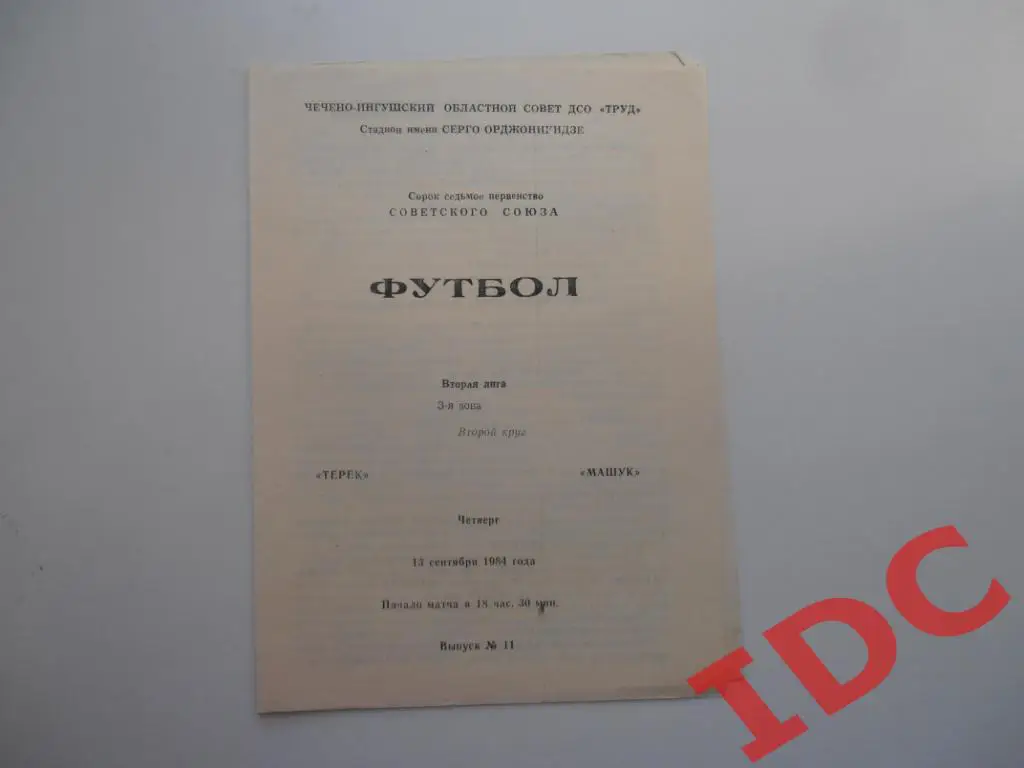 ЧЕЧЕНО-ИНГУШСКИЙ ОБЛАСТНОЙ СОВЕТ ДСО «ТРУД»
Стадион имени СЕРГО ОРДЖОНИКИДЗЕ
Сорок седьмое первенство
СОВЕТСКОГО СОЮЗА
ФУТБОЛ
Вторая лига
3-я зона
Второй круг
«ТЕРЕК» «МАШУК»
Четверг
13 сентября 1984 года
Начало матча в 18 час. 30 мин.
Выпуск № 11
IDC